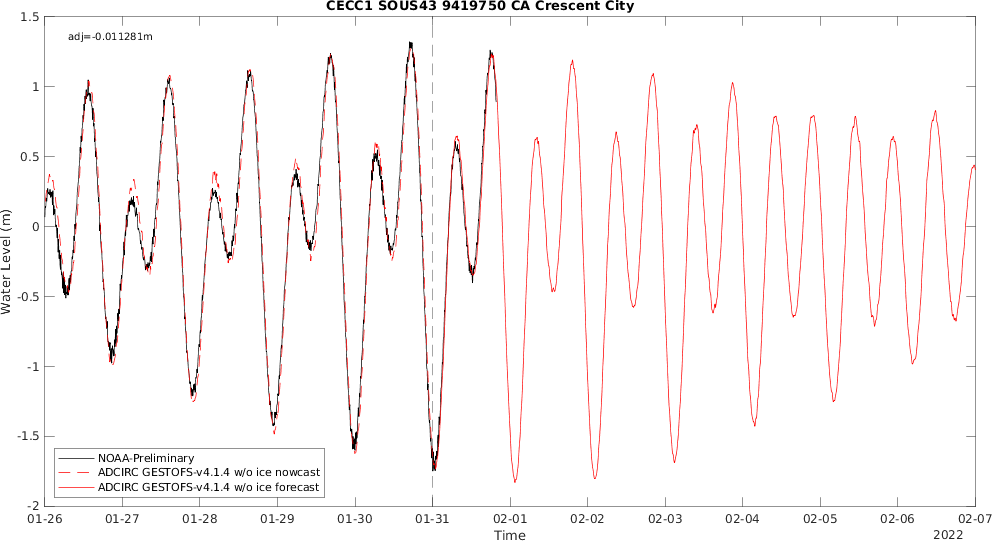 CECC1 SOUS43 9419750 CA Crescent City
adj=-0.011281m
1.5
1
0.5
0
-0.5
-1
-1.5
-2
Water Level (m)
NOAA-Preliminary
ADCIRC GESTOFS-v4.1.4 w/o ice nowcast
ADCIRC GESTOFS-v4.1.4 w/o ice forecast
01-26 01-27 01-28 01-29 01-30 01-31 02-01 02-02 02-03 02-04 02-05 02-06 02-07
Time
2022